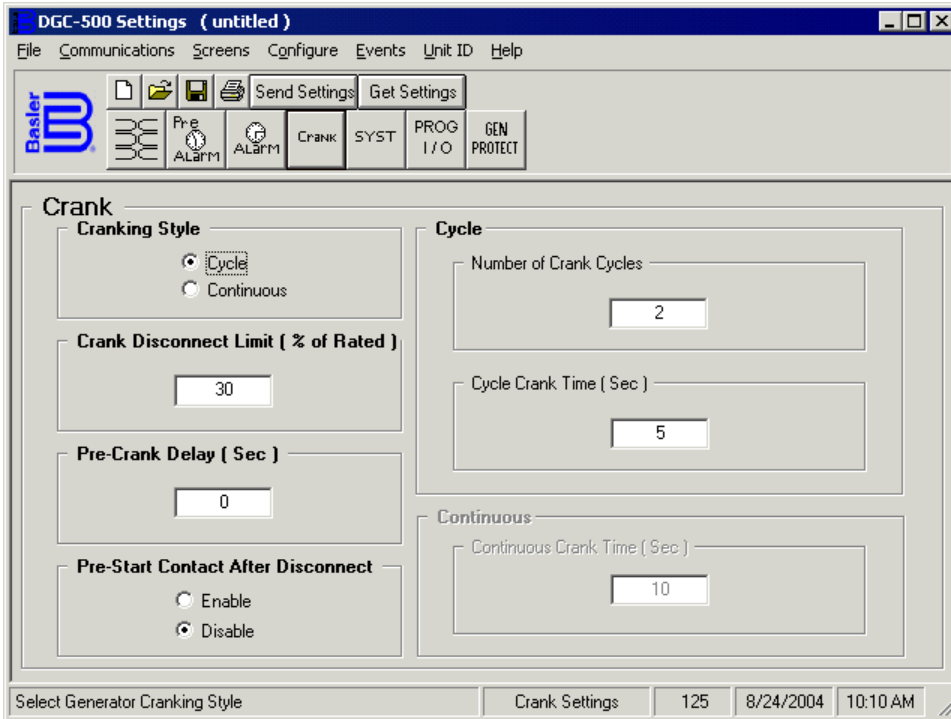 DGC-500 Settings ( untitled )
File Communications Screens Configure Events Unit ID Help
Basler
Send Settings Get Settings
Pre ALarm
ALarm
Crank
SYST
PROG I/O
GEN PROTECT
Crank
Cranking Style
Cycle
Continuous
Crank Disconnect Limit ( % of Rated )
30
Pre-Crank Delay ( Sec )
0
Pre-Start Contact After Disconnect
Enable
Disable
Cycle
Number of Crank Cycles
2
Cycle Crank Time ( Sec )
5
Continuous
Continuous Crank Time ( Sec )
10
Select Generator Cranking Style Crank Settings 125 8/24/2004 10:10 AM